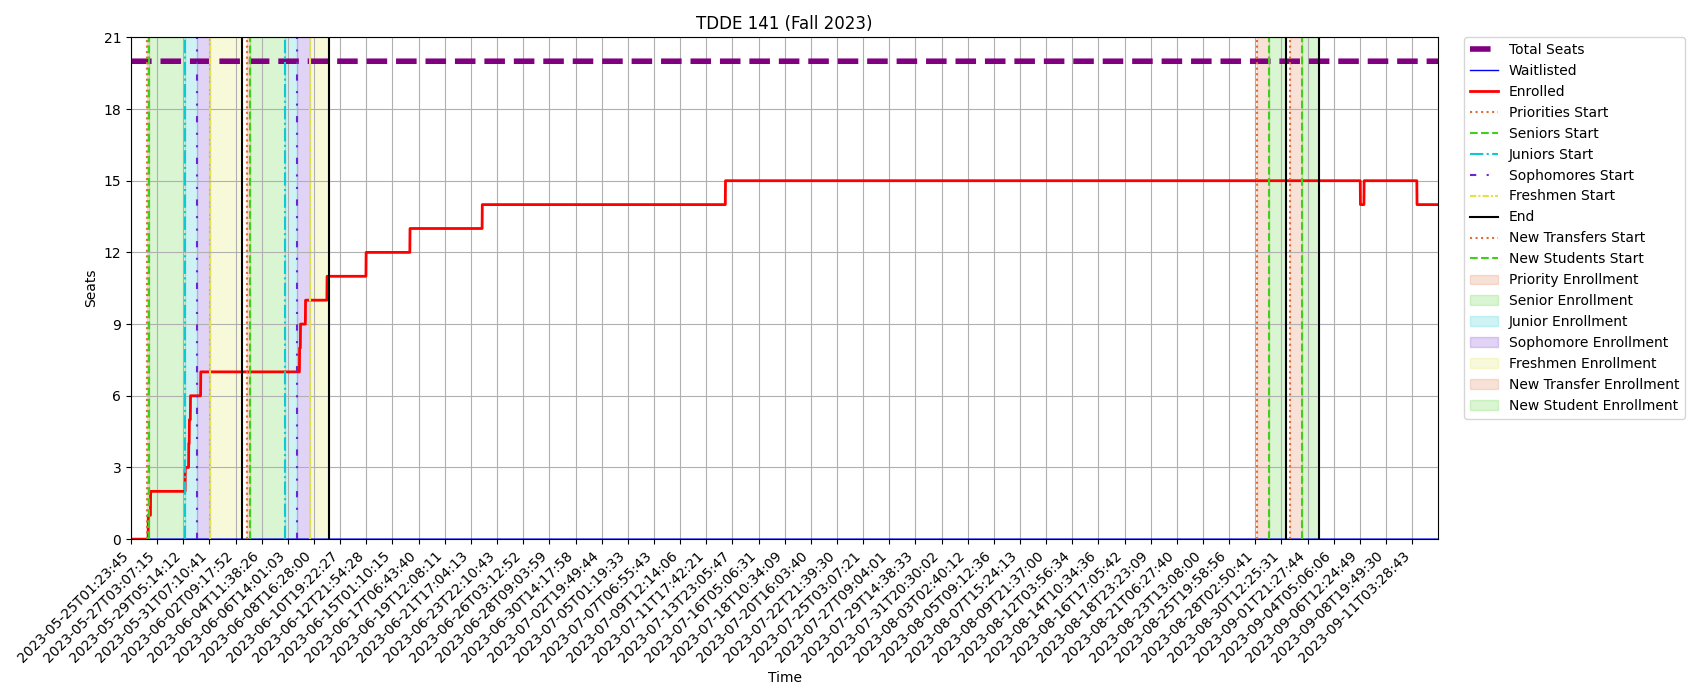 TDDE 141 (Fall 2023)
Seats
21
18
15
12
9
6
3
0
2023-05-25T01:23:45
2023-05-27T03:07:15
2023-05-29T05:14:12
2023-05-31T07:10:41
2023-06-02T09:17:52
2023-06-04T11:38:26
2023-06-06T14:01:03
2023-06-08T16:28:00
2023-06-10T19:22:27
2023-06-12T21:54:28
2023-06-15T01:10:15
2023-06-17T06:43:40
2023-06-19T12:08:11
2023-06-21T17:04:13
2023-06-23T22:10:43
2023-06-26T03:12:52
2023-06-28T09:03:59
2023-06-30T14:17:58
2023-07-02T19:49:44
2023-07-05T01:19:33
2023-07-07T06:55:43
2023-07-09T12:14:06
2023-07-11T17:42:21
2023-07-13T23:05:47
2023-07-16T05:06:31
2023-07-18T10:34:09
2023-07-20T16:03:40
2023-07-22T21:39:30
2023-07-25T03:07:21
2023-07-27T09:04:01
2023-07-29T14:38:33
2023-07-31T20:30:02
2023-08-03T02:40:12
2023-08-05T09:12:36
2023-08-07T15:24:13
2023-08-09T21:37:00
2023-08-12T03:56:34
2023-08-14T10:34:36
2023-08-16T17:05:42
2023-08-18T23:23:09
2023-08-21T06:27:40
2023-08-23T13:08:00
2023-08-25T19:58:56
2023-08-28T02:50:41
2023-08-30T12:25:31
2023-09-01T21:27:44
2023-09-04T05:06:06
2023-09-06T12:24:49
2023-09-08T19:49:30
2023-09-11T03:28:43
Time
Total Seats
Waitlisted
Enrolled
Priorities Start
Seniors Start
Juniors Start
Sophomores Start
Freshmen Start
End
New Transfers Start
New Students Start
Priority Enrollment
Senior Enrollment
Junior Enrollment
Sophomore Enrollment
Freshmen Enrollment
New Transfer Enrollment
New Student Enrollment